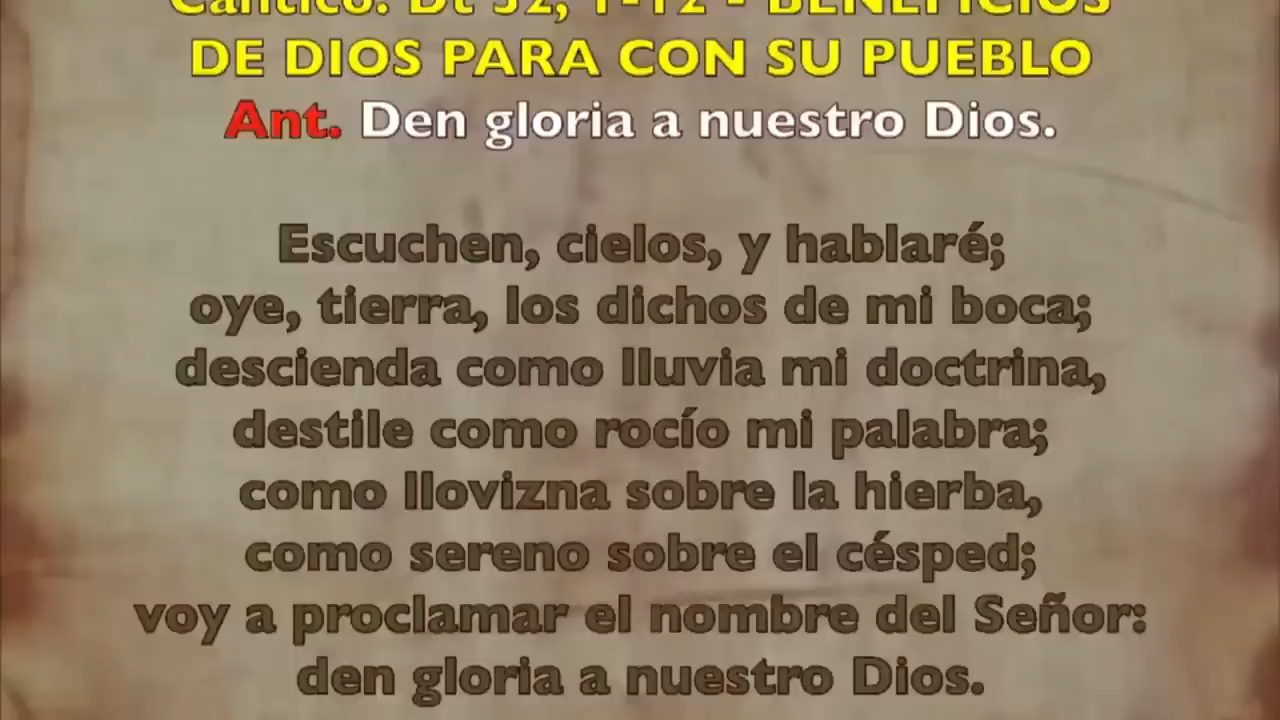 Cántico: Dt 32, 1-12 - BENEFICIOS
DE DIOS PARA CON SU PUEBLO
Ant. Den gloria a nuestro Dios.
Escuchen, cielos, y hablaré;
oye, tierra, los dichos de mi boca;
descienda como lluvia mi doctrina,
destile como rocío mi palabra;
como llovizna sobre la hierba,
como sereno sobre el césped;
voy a proclamar el nombre del Señor:
den gloria a nuestro Dios.